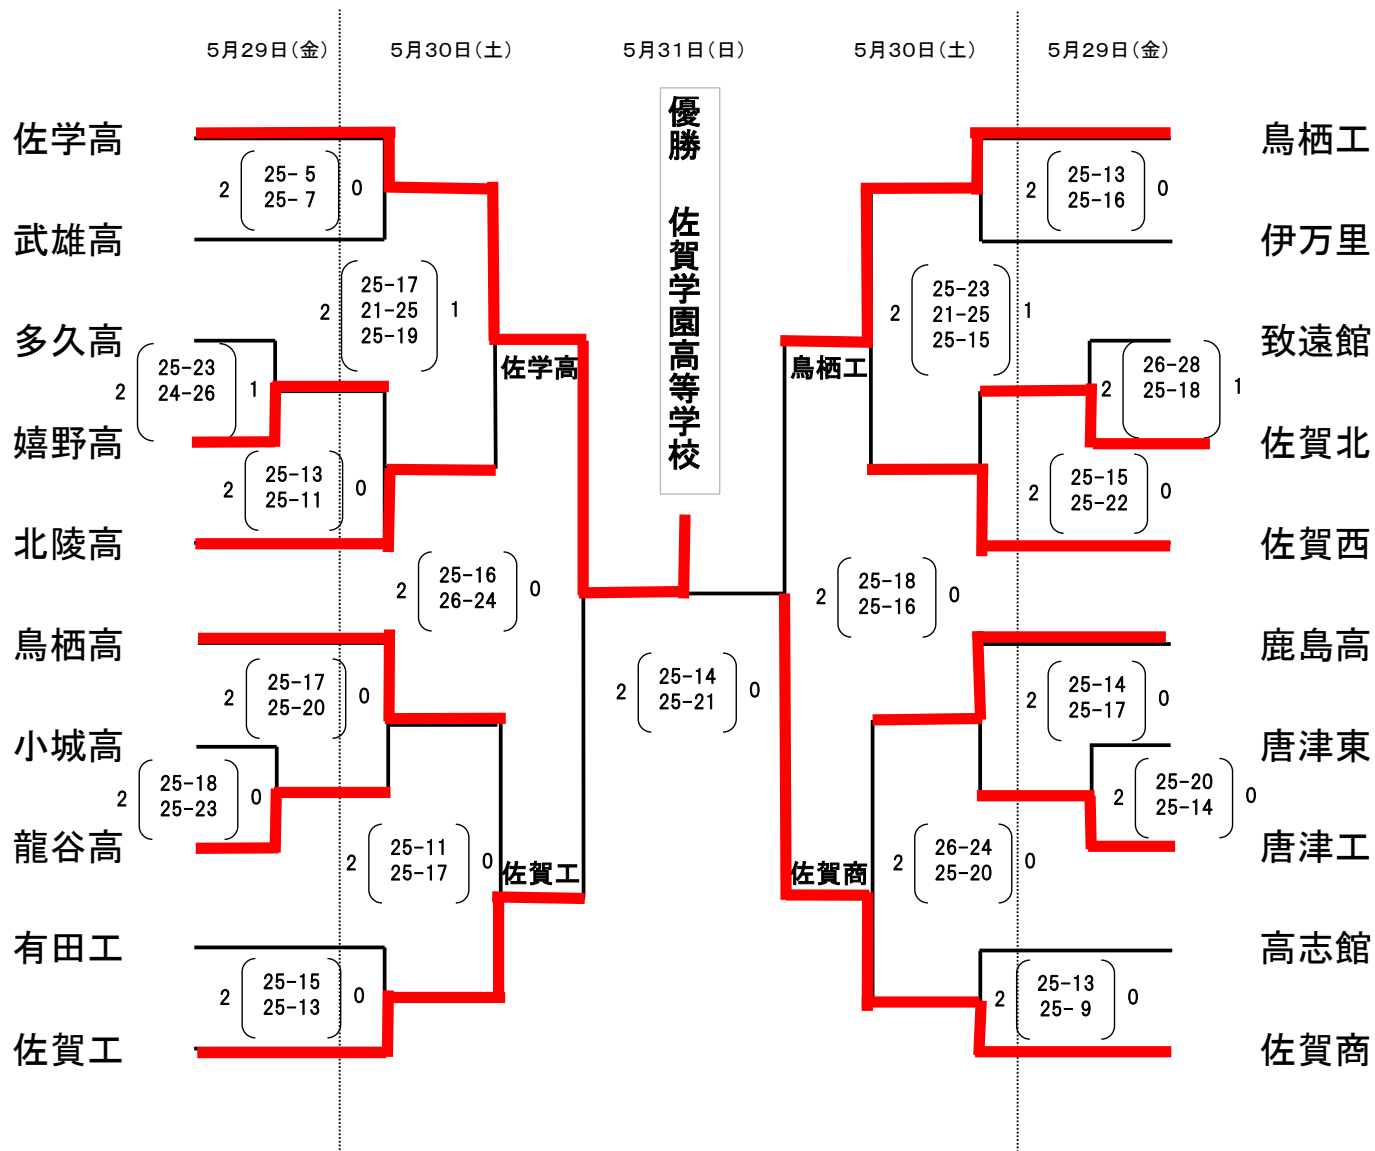 5月29日(金)
5月30日(土)
5月31日(日)
5月30日(土)
5月29日(金)
優勝 佐賀学園高等学校
佐学高
2 25- 5 0
25- 7
武雄高
2 25-17 1
21-25
25-19
多久高
2 25-23 1
24-26
嬉野高
2 25-13 0
25-11
北陵高
佐学高
2 25-16 0
26-24
鳥栖高
2 25-17 0
25-20
小城高
2 25-18 0
25-23
龍谷高
2 25-11 0
25-17
佐賀工
有田工
2 25-15 0
25-13
佐賀工
2 25-14 0
25-21
鳥栖工
2 25-13 0
25-16
伊万里
2 25-23 1
21-25
25-15
致遠館
2 26-28 1
25-18
鳥栖工
佐賀北
2 25-15 0
25-22
佐賀西
2 25-18 0
25-16
鹿島高
2 25-14 0
25-17
唐津東
2 25-20 0
25-14
唐津工
2 26-24 0
25-20
佐賀商
高志館
2 25-13 0
25- 9
佐賀商